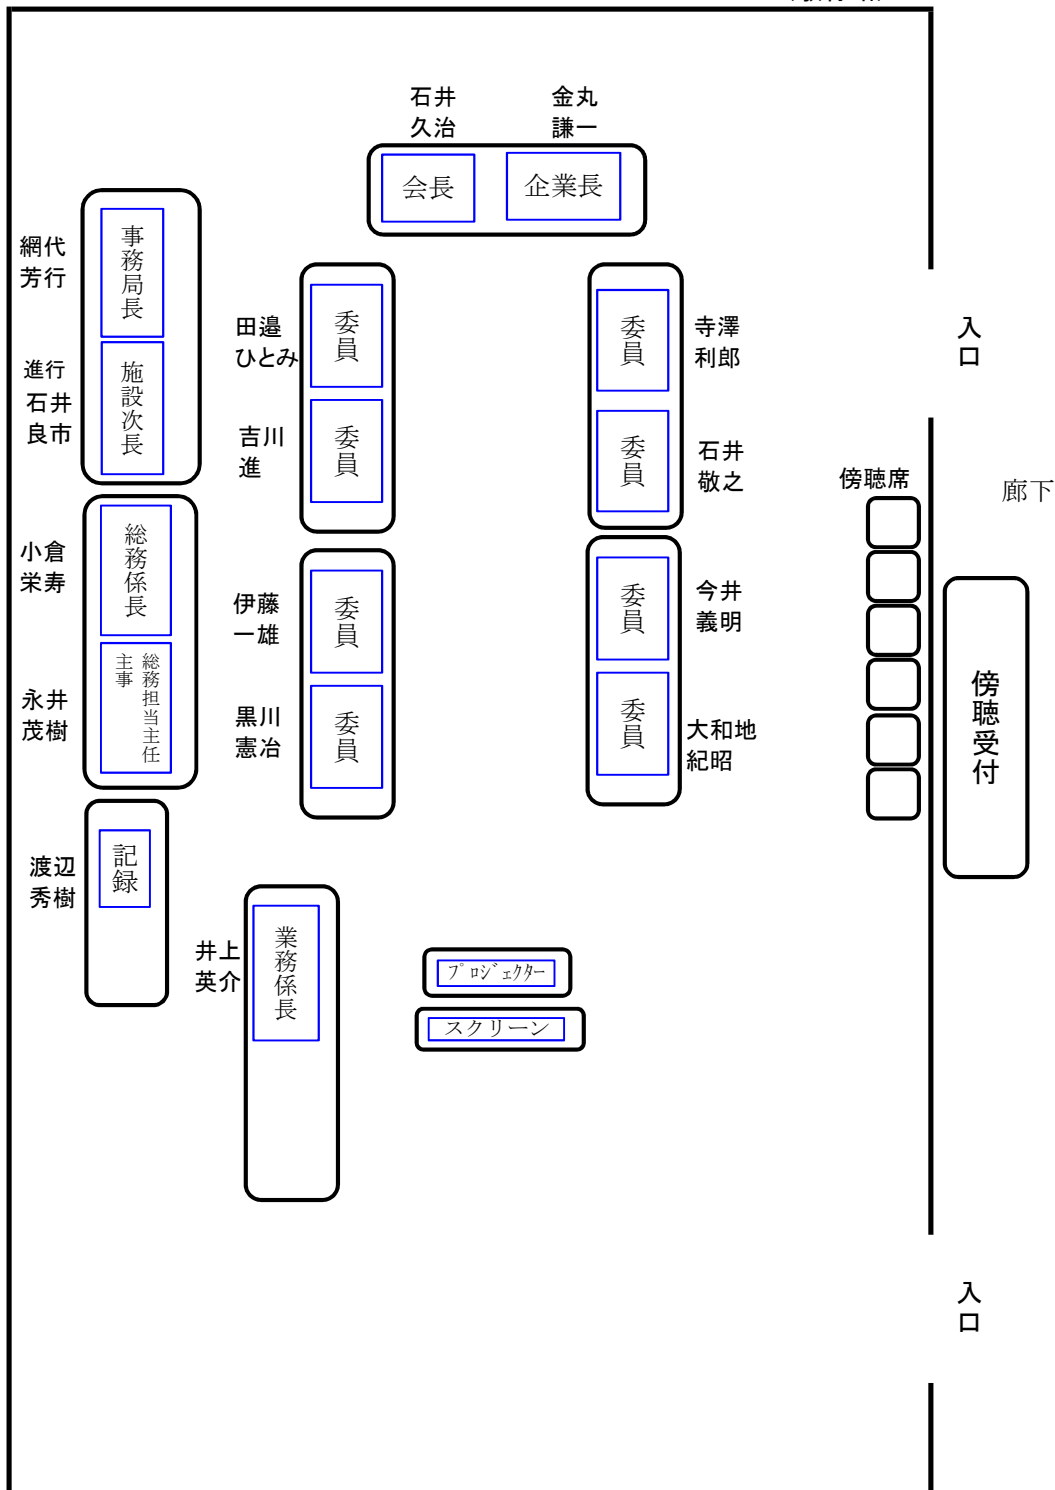 石井
久治
金丸
謙一
会長
企業長
網代
芳行
事務局長
進行
石井
良市
施設次長
田邉
ひとみ
委員
吉川
進
委員
寺澤
利郎
委員
石井
敬之
委員
入口
傍聴席
廊下
小倉
栄寿
総務係長
永井
茂樹
総務担当主任
主事
伊藤
一雄
委員
黒川
憲冶
委員
今井
義明
委員
大和地
紀昭
委員
傍聴受付
渡辺
秀樹
記録
井上
英介
業務係長
プロジェクター
スクリーン
入口